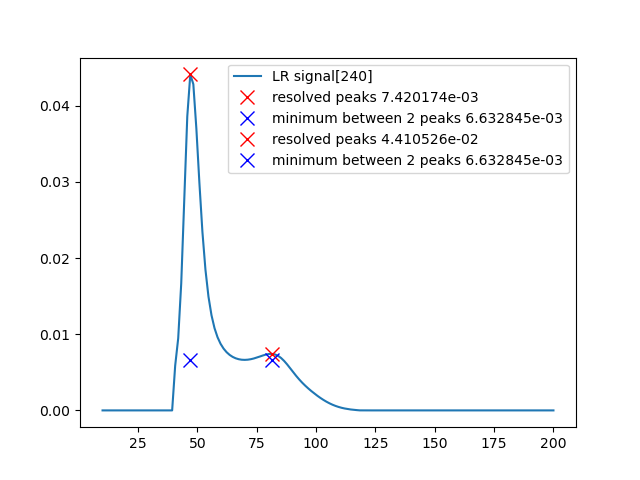 LR signal[240]
resolved peaks 7.420174e-03
minimum between 2 peaks 6.632845e-03
resolved peaks 4.410526e-02
minimum between 2 peaks 6.632845e-03
0.04
0.03
0.02
0.01
0.00
25 50 75 100 125 150 175 200